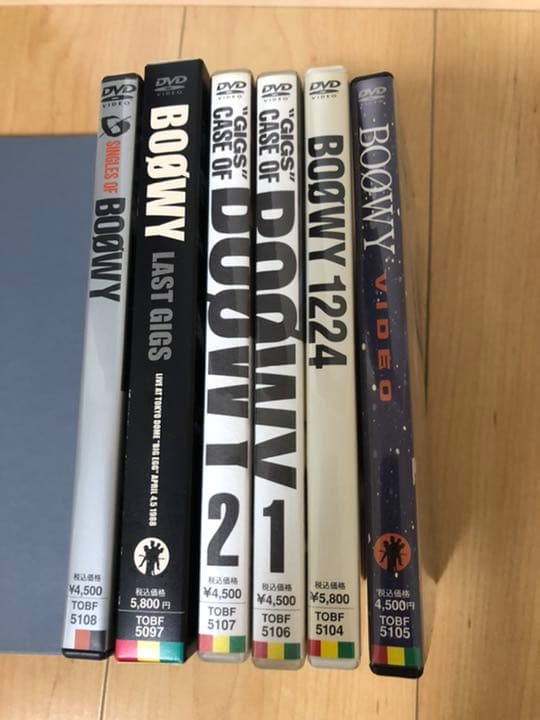 DVD
VIDEO
SINGLES OF BOØWY
税込価格
¥4,500
TOBF
5108
DVD
VIDEO
BOØWY LAST GIGS
LIVE AT TOKYO DOME "BIG EGG" APRIL 4,5 1988
税込価格
5,800円
TOBF
5097
DVD
VIDEO
"GIGS"
CASE OF
BOØWY 2
税込価格
¥4,500
TOBF
5107
DVD
VIDEO
"GIGS"
CASE OF
BOØWY 1
税込価格
¥4,500
TOBF
5106
DVD
VIDEO
BOØWY 1224
税込価格
¥5,800
TOBF
5104
DVD
VIDEO
BOØWY VIDEO
税込価格
4,500円
TOBF
5105